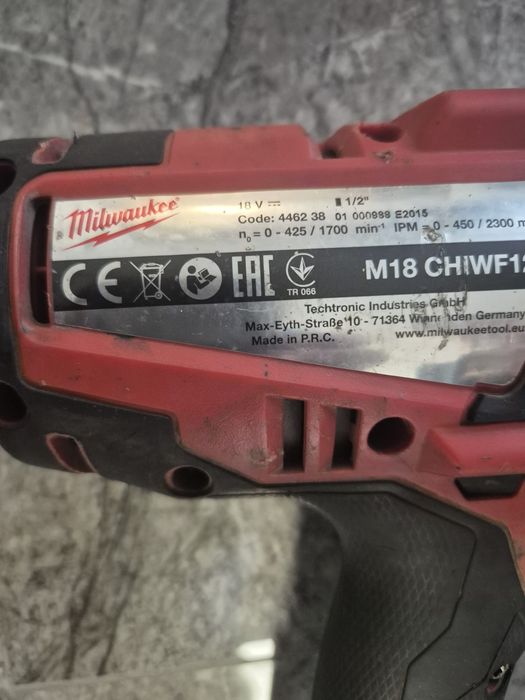 Milwaukee
18 V ⎓ 1/2"
Code: 4462 38 01 000988 E2015
n₀ = 0 - 425 / 1700 min⁻¹ IPM = 0 - 450 / 2300 m
CE EAC M18 CHIWF12
TR 066
Techtronic Industries GmbH
Max-Eyth-Straße 10 - 71364 Winnenden Germany
Made in P.R.C. www.milwaukeetool.eu